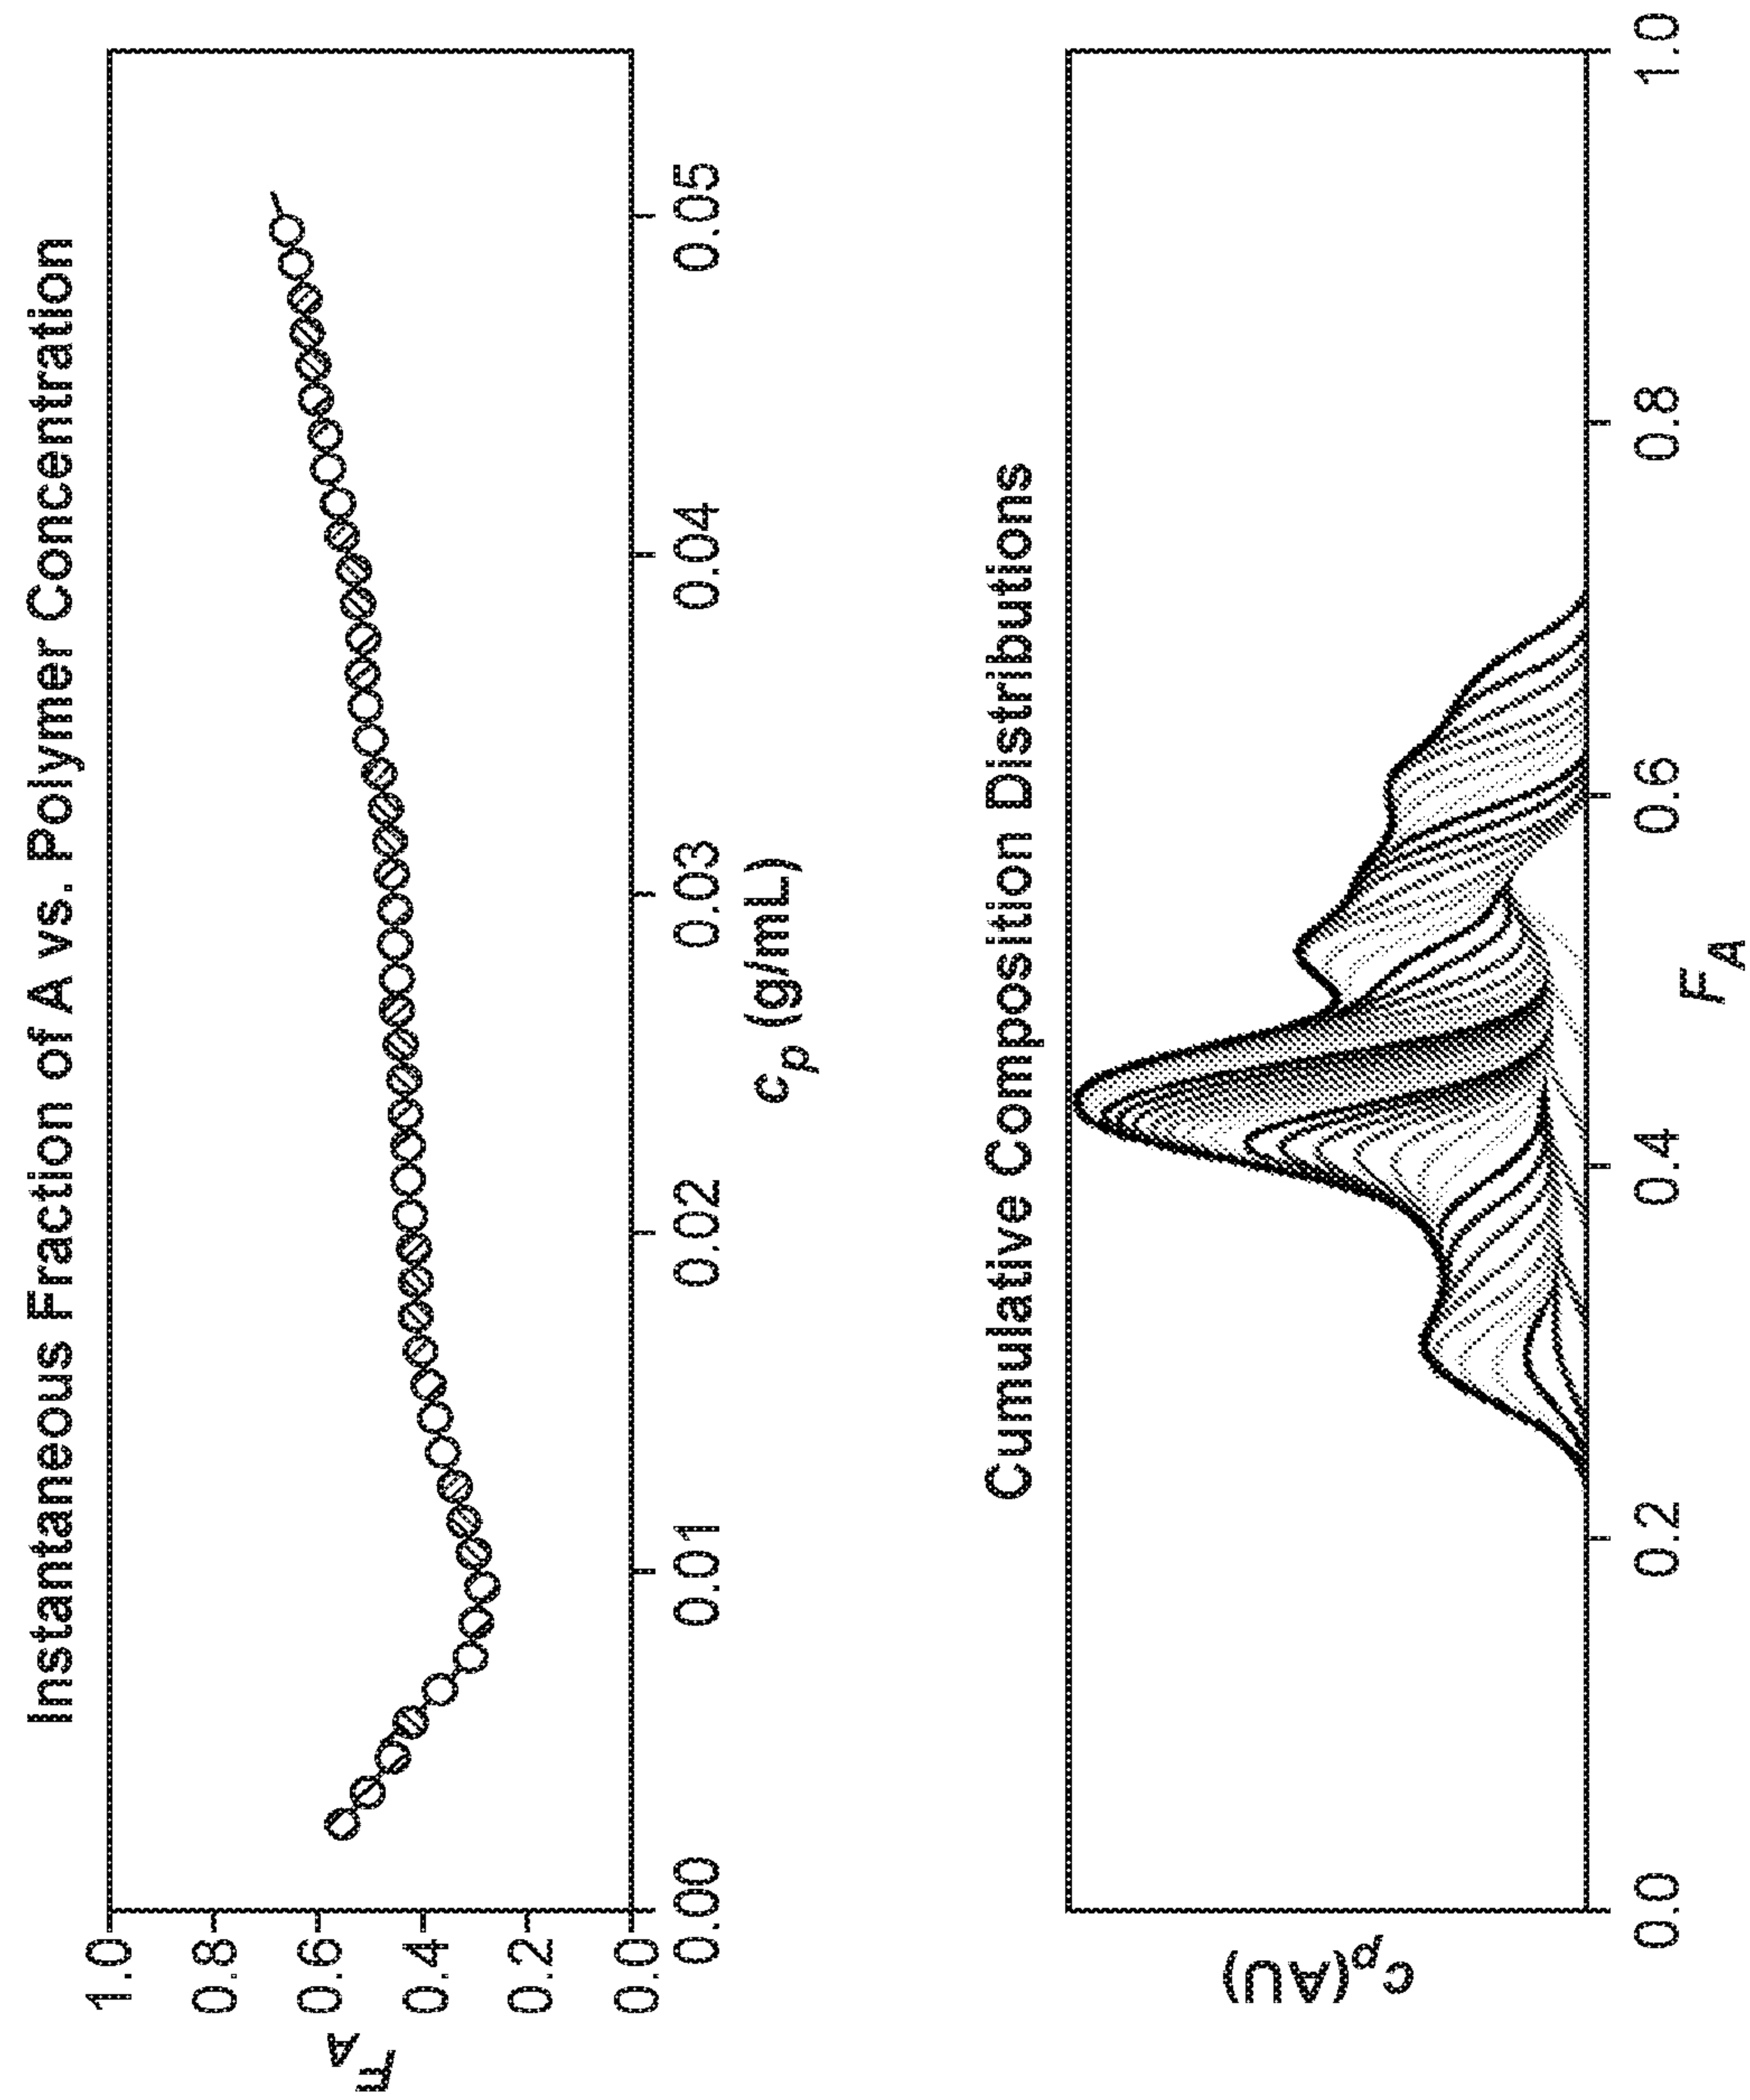 Instantaneous Fraction of A vs. Polymer Concentration
1.0
0.8
0.6
0.4
0.2
0.0
F_A
0.00 0.01 0.02 0.03 0.04 0.05
c_p (g/mL)
Cumulative Composition Distributions
c_p(AU)
0.0 0.2 0.4 0.6 0.8 1.0
F_A